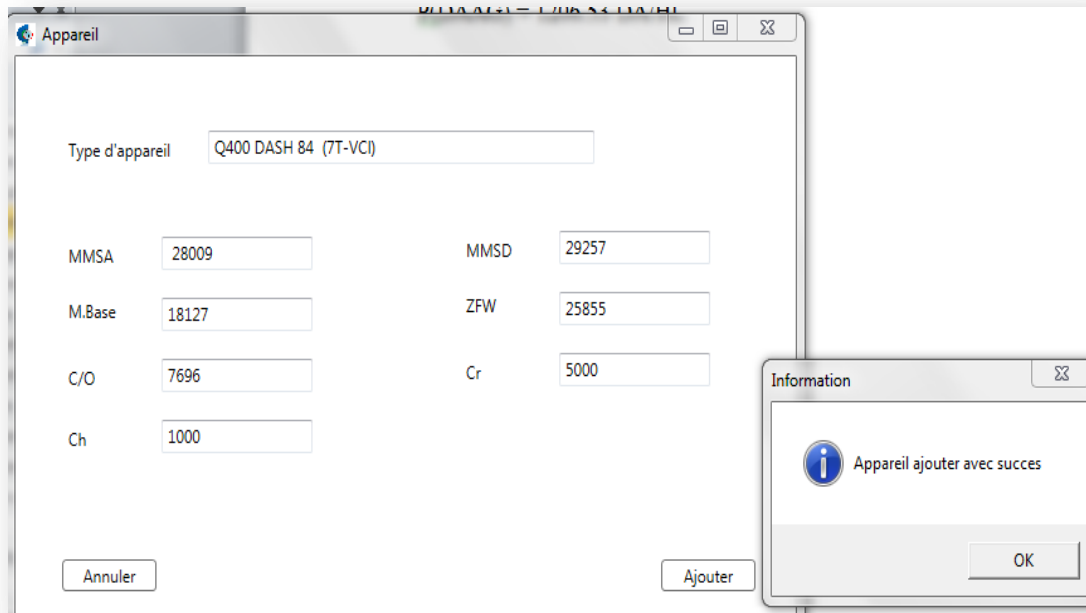 Appareil
Type d'appareil Q400 DASH 84 (7T-VCI)
MMSA 28009 MMSD 29257
M.Base 18127 ZFW 25855
C/O 7696 Cr 5000
Ch 1000
Annuler Ajouter
Information
Appareil ajouter avec succes
OK